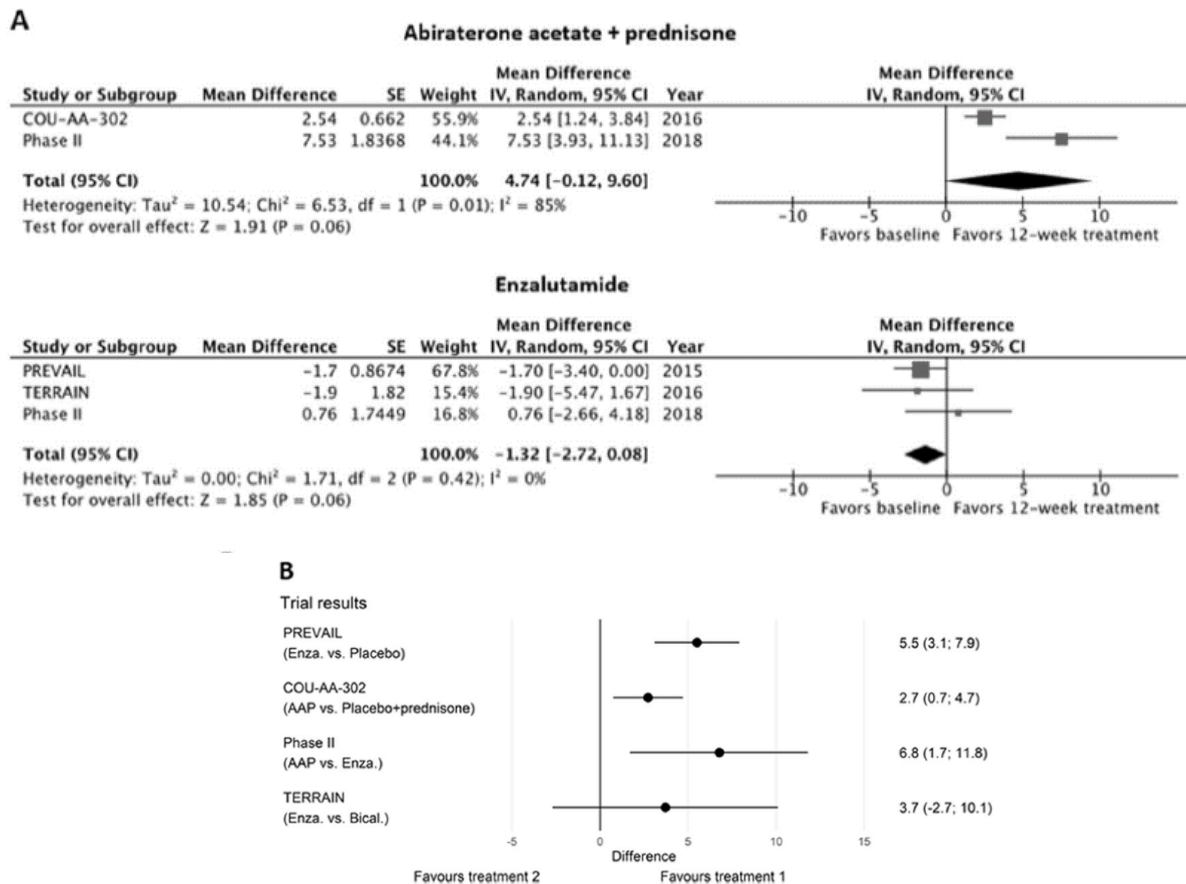 A
Abiraterone acetate + prednisone
Mean Difference Mean Difference
Study or Subgroup Mean Difference SE Weight IV, Random, 95% CI Year IV, Random, 95% CI
COU-AA-302 2.54 0.662 55.9% 2.54 [1.24, 3.84] 2016
Phase II 7.53 1.8368 44.1% 7.53 [3.93, 11.13] 2018
Total (95% CI) 100.0% 4.74 [-0.12, 9.60]
Heterogeneity: Tau² = 10.54; Chi² = 6.53, df = 1 (P = 0.01); I² = 85%
Test for overall effect: Z = 1.91 (P = 0.06)
-10 -5 0 5 10
Favors baseline Favors 12-week treatment
Enzalutamide
Mean Difference Mean Difference
Study or Subgroup Mean Difference SE Weight IV, Random, 95% CI Year IV, Random, 95% CI
PREVAIL -1.7 0.8674 67.8% -1.70 [-3.40, 0.00] 2015
TERRAIN -1.9 1.82 15.4% -1.90 [-5.47, 1.67] 2016
Phase II 0.76 1.7449 16.8% 0.76 [-2.66, 4.18] 2018
Total (95% CI) 100.0% -1.32 [-2.72, 0.08]
Heterogeneity: Tau² = 0.00; Chi² = 1.71, df = 2 (P = 0.42); I² = 0%
Test for overall effect: Z = 1.85 (P = 0.06)
-10 -5 0 5 10
Favors baseline Favors 12-week treatment
B
Trial results
PREVAIL
(Enza. vs. Placebo) 5.5 (3.1; 7.9)
COU-AA-302
(AAP vs. Placebo+prednisone) 2.7 (0.7; 4.7)
Phase II
(AAP vs. Enza.) 6.8 (1.7; 11.8)
TERRAIN
(Enza. vs. Bical.) 3.7 (-2.7; 10.1)
-5 0 5 10 15
Difference
Favours treatment 2 Favours treatment 1